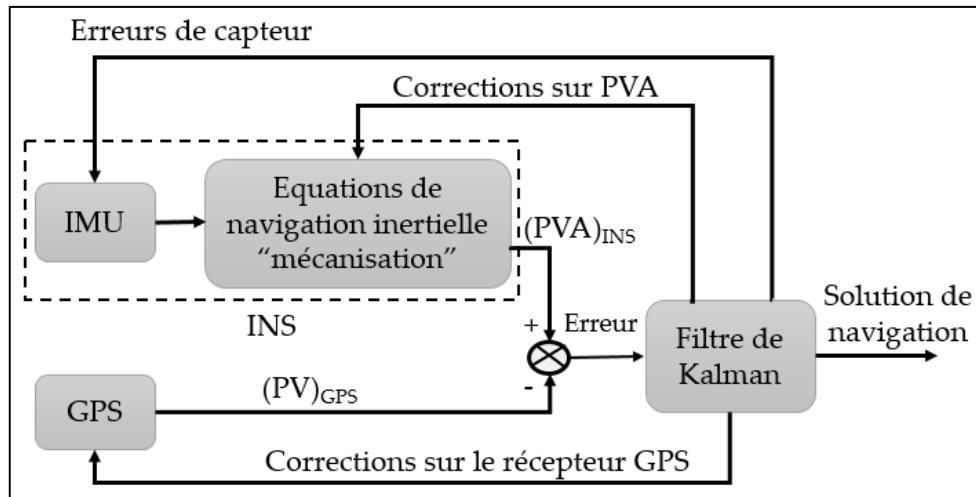 Erreurs de capteur
Corrections sur PVA
IMU
Equations de
navigation inertielle
“mécanisation”
(PVA)INS
INS
+
Erreur
-
Filtre de
Kalman
Solution de
navigation
GPS
(PV)GPS
Corrections sur le récepteur GPS